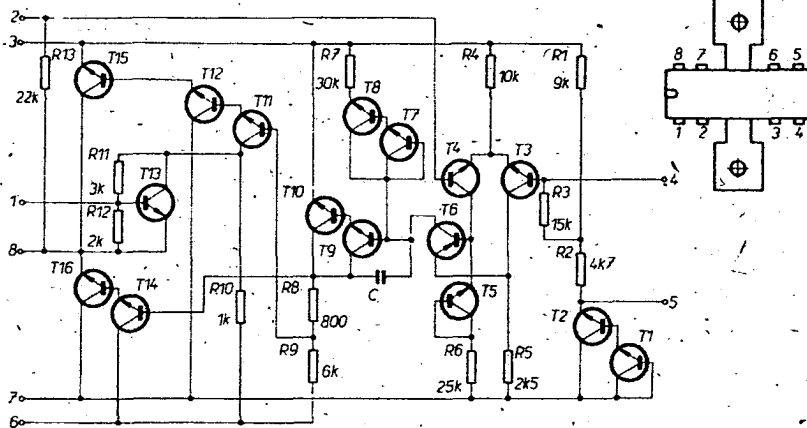 2
3
R13
T15
22k
T12
T11
R7
30k
T8
T7
R4
10k
R1
9k
8 7 6 5
1 2 3 4
R11
3k
T13
1
R12
2k
8
T4
T3
R3
15k
4
T10
T9
T6
R2
4k7
T16
T14
R10
1k
R8
800
C
T5
5
T2
T1
R9
6k
R6
25k
R5
2k5
7
6